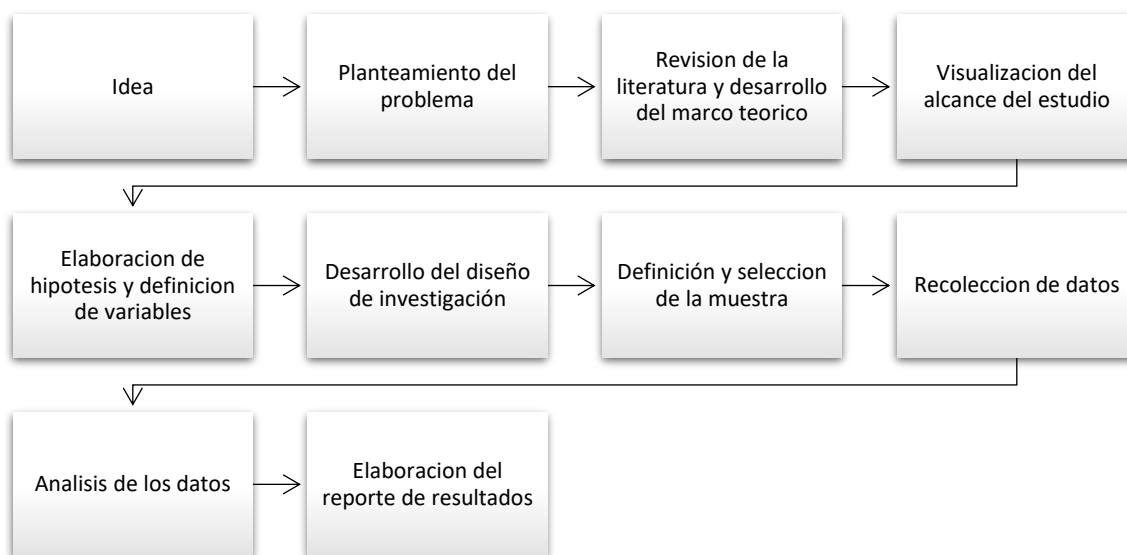 Idea
Planteamiento del
problema
Revision de la
literatura y desarrollo
del marco teorico
Visualizacion del
alcance del estudio
Elaboracion de
hipotesis y definicion
de variables
Desarrollo del diseño
de investigación
Definición y seleccion
de la muestra
Recoleccion de datos
Analisis de los datos
Elaboracion del
reporte de resultados